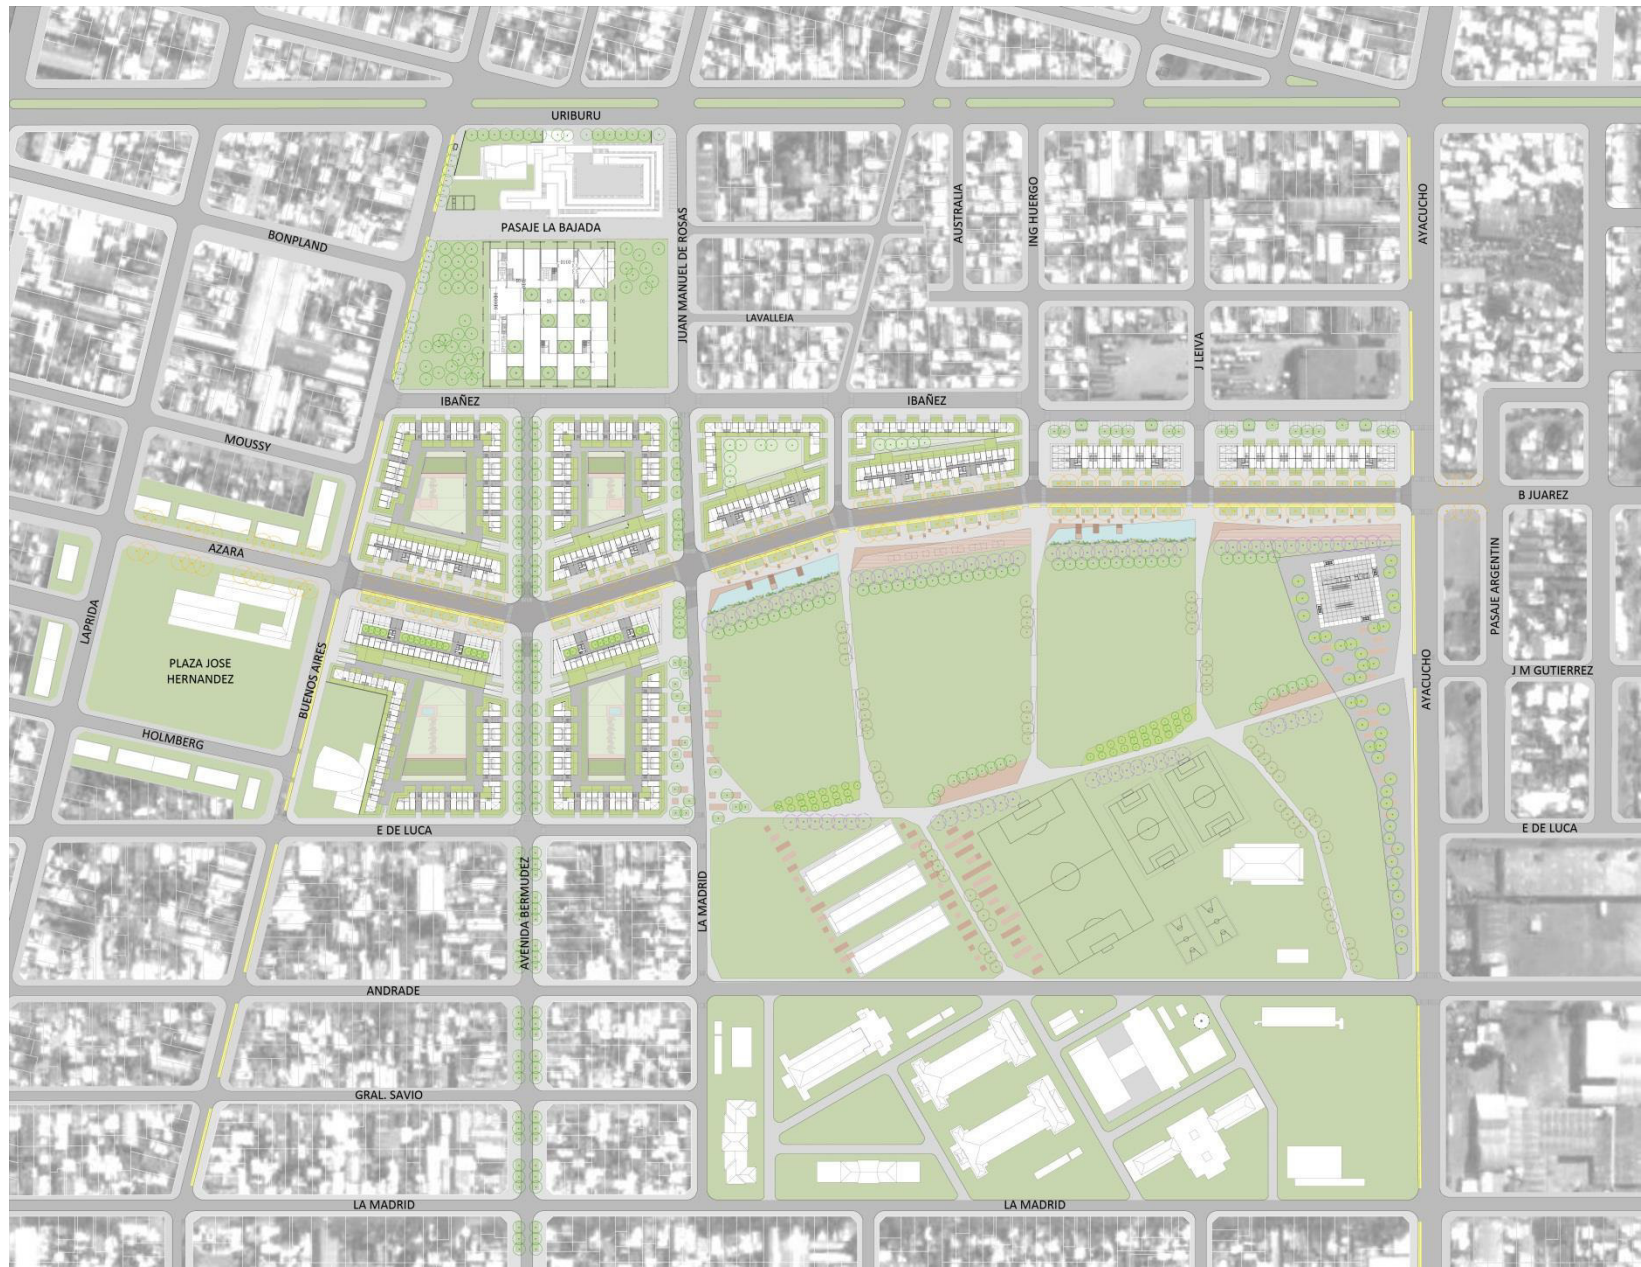 URIBURU
AUSTRALIA
ING HUERGO
AYACUCHO
PASAJE LA BAJADA
BONPLAND
JUAN MANUEL DE ROSAS
LAVALLEJA
J LEIVA
IBAÑEZ
IBAÑEZ
MOUSSY
B JUAREZ
AZARA
PASAJE ARGENTIN
LAPRIDA
PLAZA JOSE
HERNANDEZ
BUENOS AIRES
J M GUTIERREZ
AYACUCHO
HOLMBERG
E DE LUCA
E DE LUCA
AVENIDA BERMUDEZ
LA MADRID
ANDRADE
GRAL. SAVIO
LA MADRID
LA MADRID